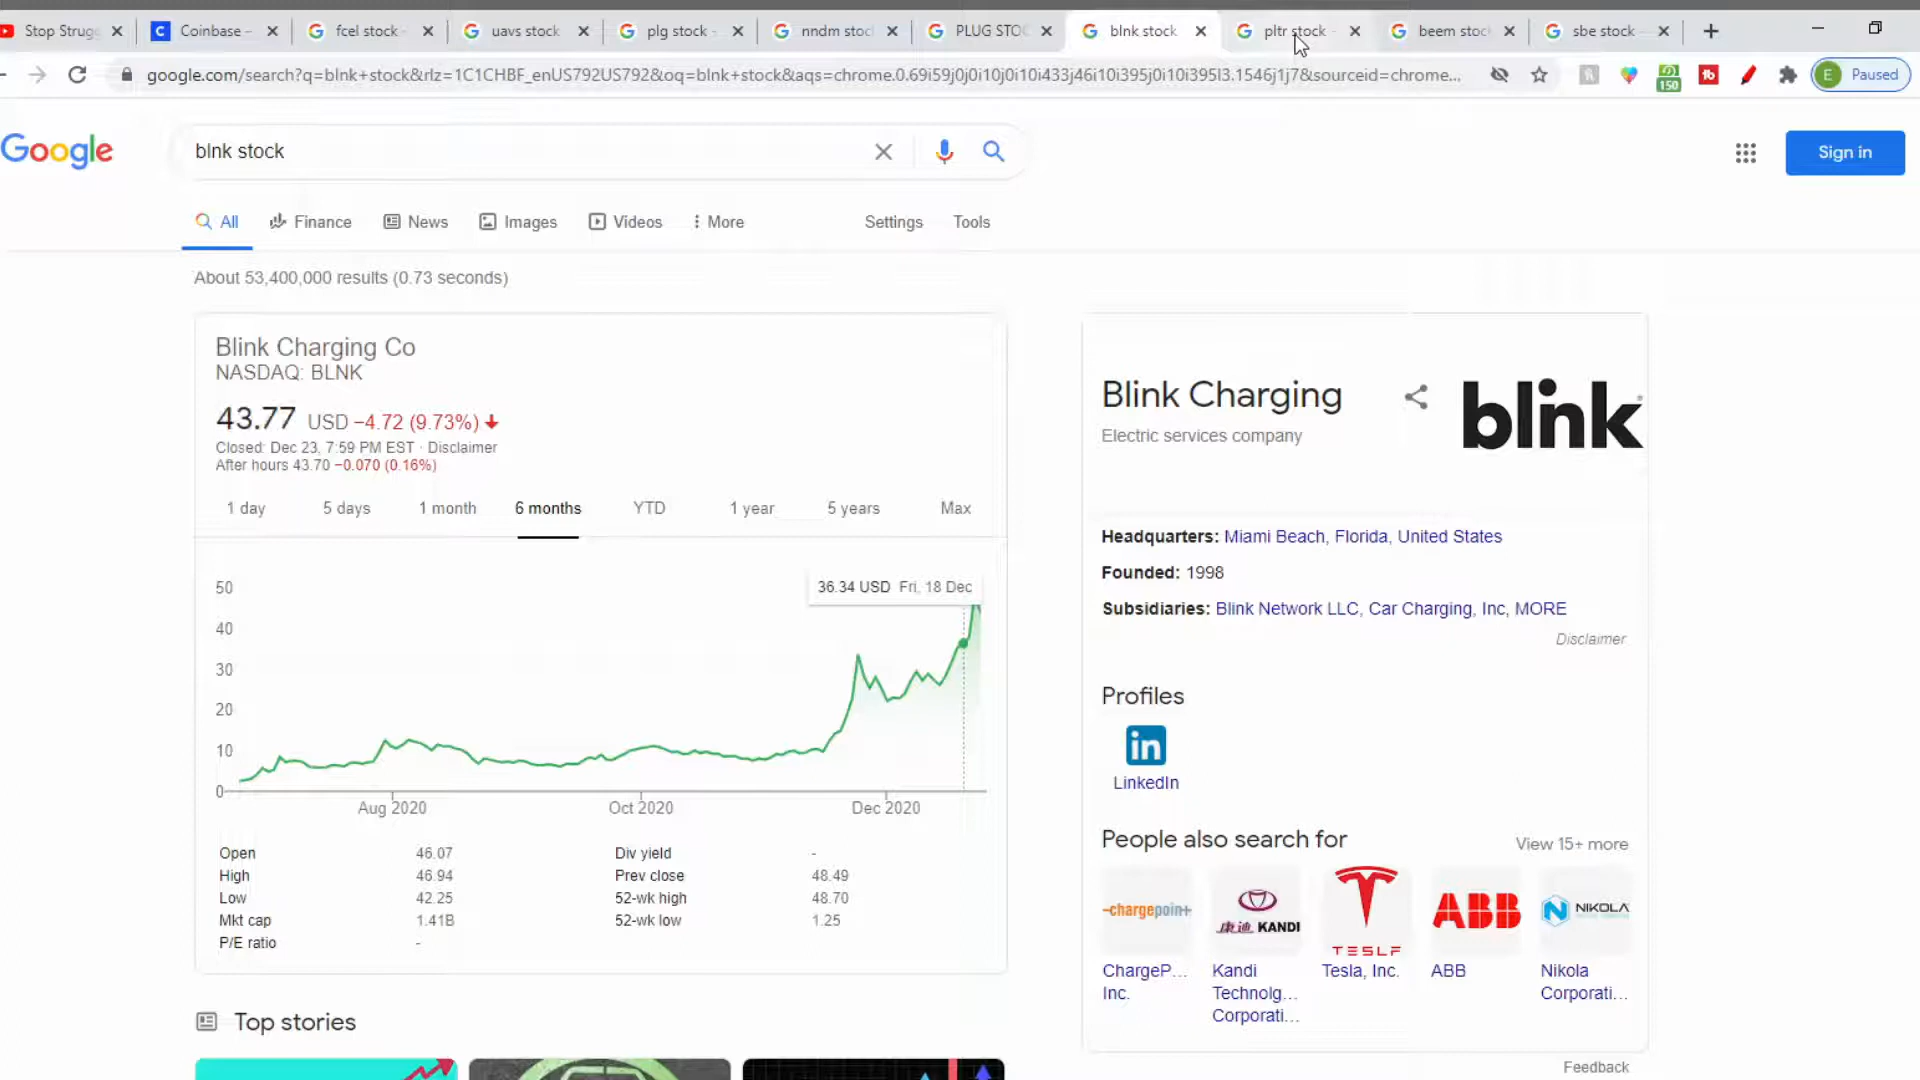 Stop Strug
Coinbase –
fcel stock -
uavs stock
plg stock -
nndm stoc
PLUG STO
blnk stock
pltr stock -
beem stoc
sbe stock -
google.com/search?q=blnk+stock&rlz=1C1CHBF_enUS792US792&oq=blnk+stock&aqs=chrome.0.69i59j0j0i10j0i10i433j46i10i395j0i10i395l3.1546j1j7&sourceid=chrome...
150
E Paused
Google
blnk stock
Sign in
All
Finance
News
Images
Videos
More
Settings
Tools
About 53,400,000 results (0.73 seconds)
Blink Charging Co
NASDAQ: BLNK
43.77 USD −4.72 (9.73%)
Closed: Dec 23, 7:59 PM EST · Disclaimer
After hours 43.70 −0.070 (0.16%)
1 day 5 days 1 month 6 months YTD 1 year 5 years Max
36.34 USD Fri, 18 Dec
50
40
30
20
10
0
Aug 2020 Oct 2020 Dec 2020
Open 46.07 Div yield -
High 46.94 Prev close 48.49
Low 42.25 52-wk high 48.70
Mkt cap 1.41B 52-wk low 1.25
P/E ratio -
Top stories
Blink Charging
Electric services company
blink
Headquarters: Miami Beach, Florida, United States
Founded: 1998
Subsidiaries: Blink Network LLC, Car Charging, Inc, MORE
Disclaimer
Profiles
in
LinkedIn
People also search for
View 15+ more
-chargepoin+
康迪 KANDI
TESLA
ABB
N NIKOLA
ChargeP...
Inc.
Kandi
Technolg...
Corporati...
Tesla, Inc.
ABB
Nikola
Corporati...
Feedback